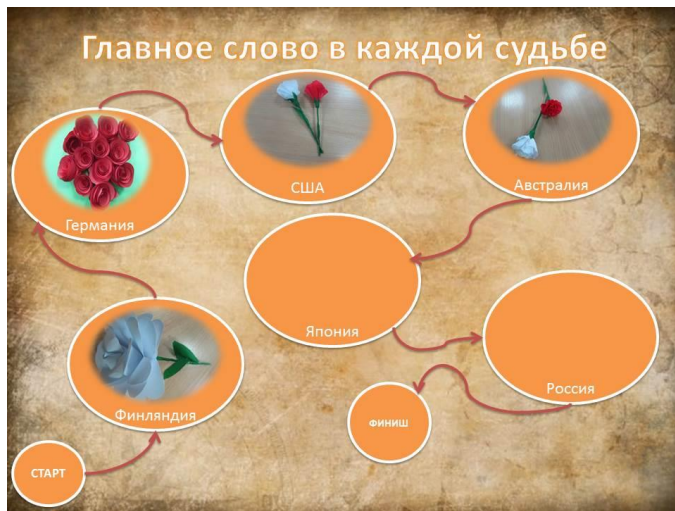 Главное слово в каждой судьбе
США
Австралия
Германия
Япония
Россия
Финляндия
ФИНИШ
СТАРТ